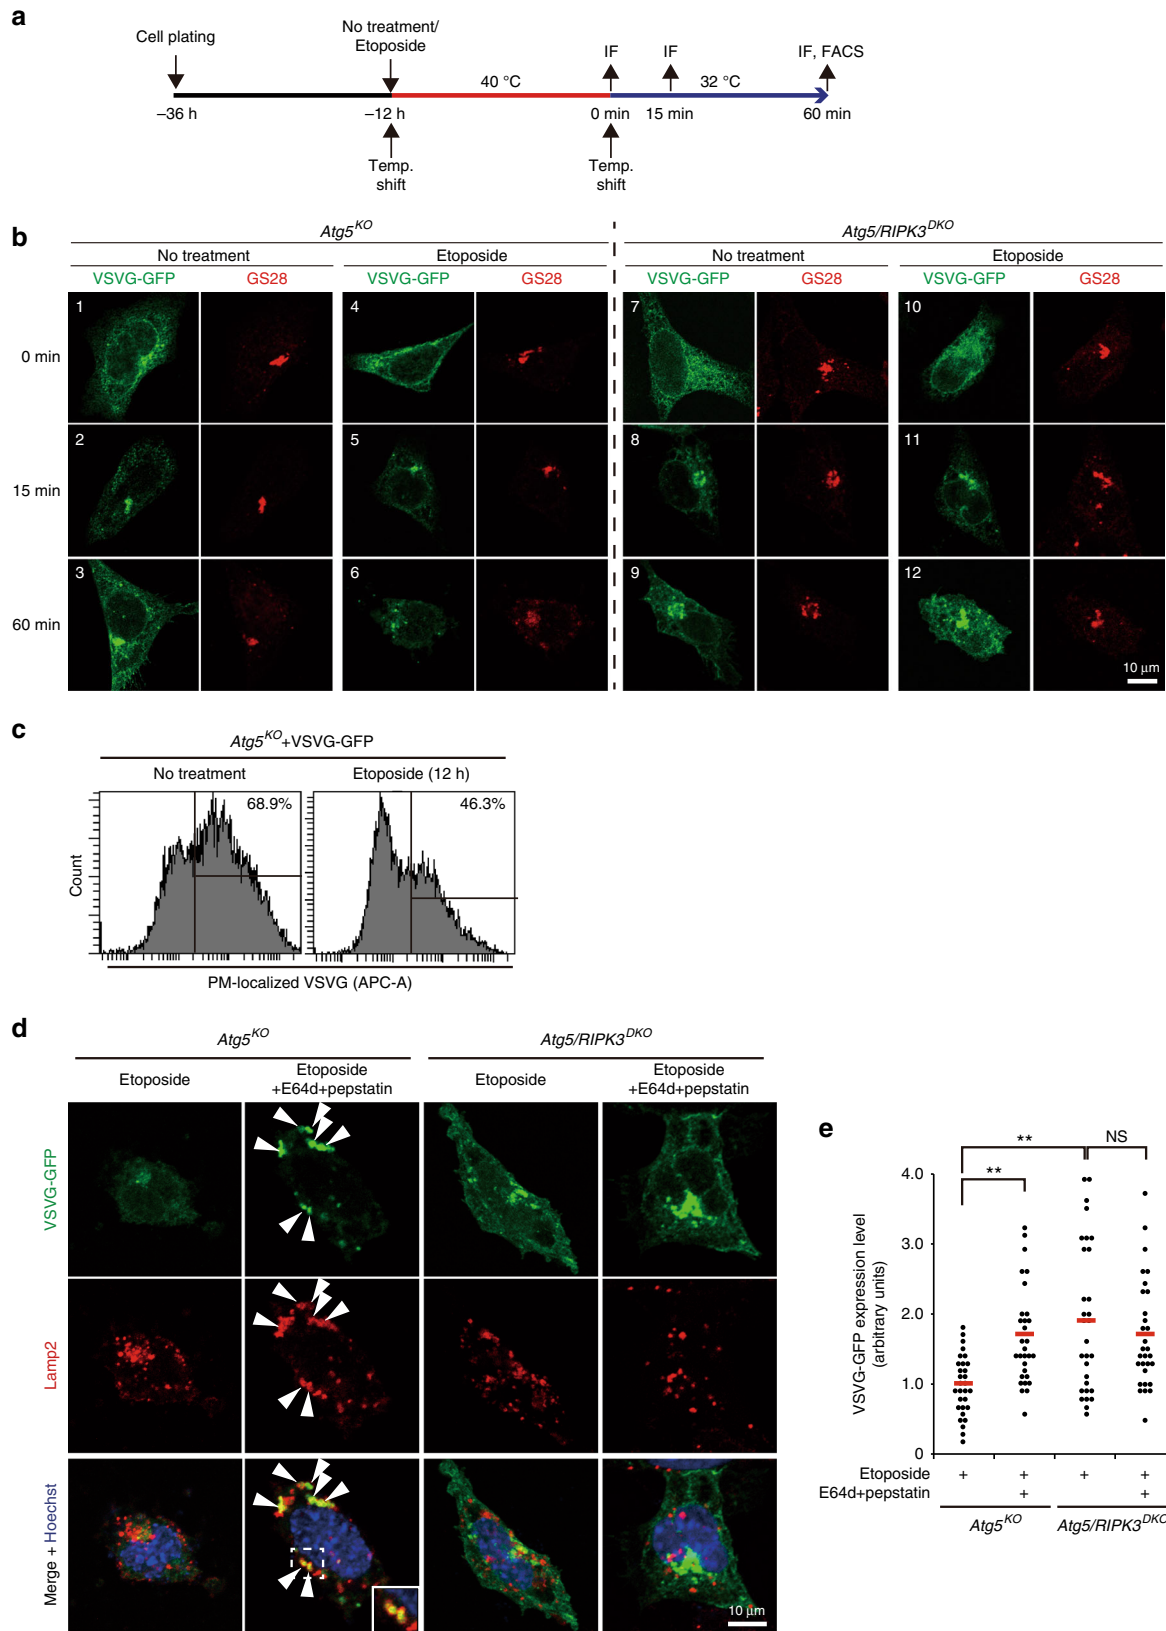 a
Cell plating
No treatment/
Etoposide
IF
IF
IF, FACS
40 °C
32 °C
–36 h
–12 h
0 min
15 min
60 min
Temp.
shift
Temp.
shift
b
Atg5KO
Atg5/RIPK3DKO
No treatment
Etoposide
No treatment
Etoposide
VSVG-GFP
GS28
VSVG-GFP
GS28
VSVG-GFP
GS28
VSVG-GFP
GS28
0 min
1
4
7
10
15 min
2
5
8
11
60 min
3
6
9
12
10 µm
c
Atg5KO+VSVG-GFP
No treatment
Etoposide (12 h)
68.9%
46.3%
Count
PM-localized VSVG (APC-A)
d
Atg5KO
Atg5/RIPK3DKO
Etoposide
Etoposide
+E64d+pepstatin
Etoposide
Etoposide
+E64d+pepstatin
VSVG-GFP
Lamp2
Merge + Hoechst
10 µm
e
**
NS
**
VSVG-GFP expression level
(arbitrary units)
4.0
3.0
2.0
1.0
0
Etoposide + + + +
E64d+pepstatin + +
Atg5KO
Atg5/RIPK3DKO